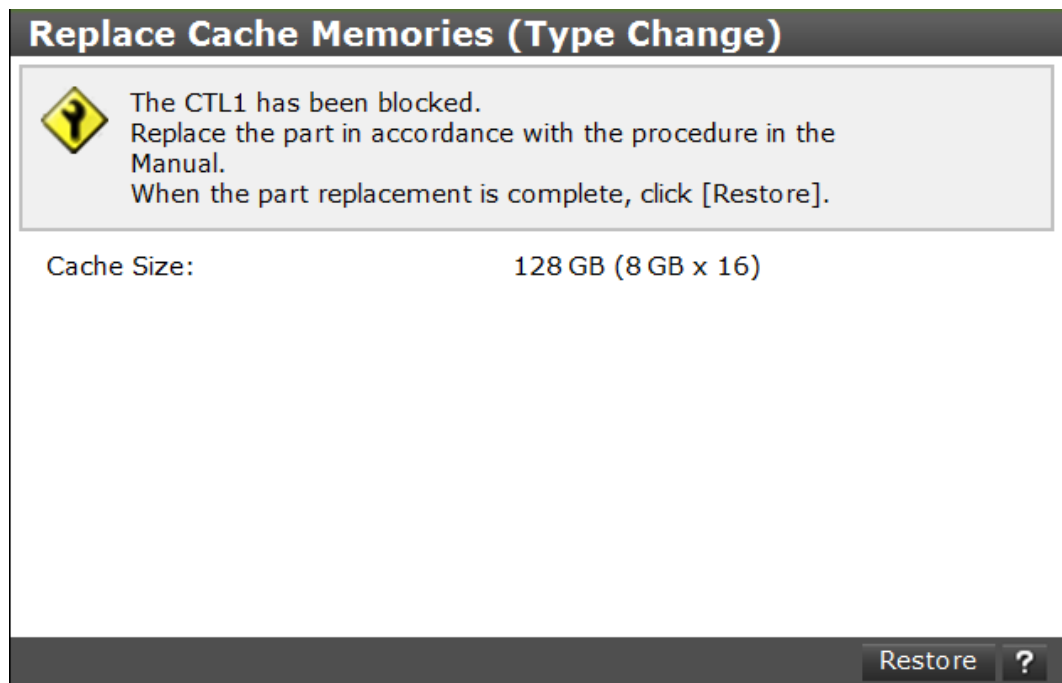 Replace Cache Memories (Type Change)
The CTL1 has been blocked.
Replace the part in accordance with the procedure in the
Manual.
When the part replacement is complete, click [Restore].
Cache Size: 128 GB (8 GB x 16)
Restore ?